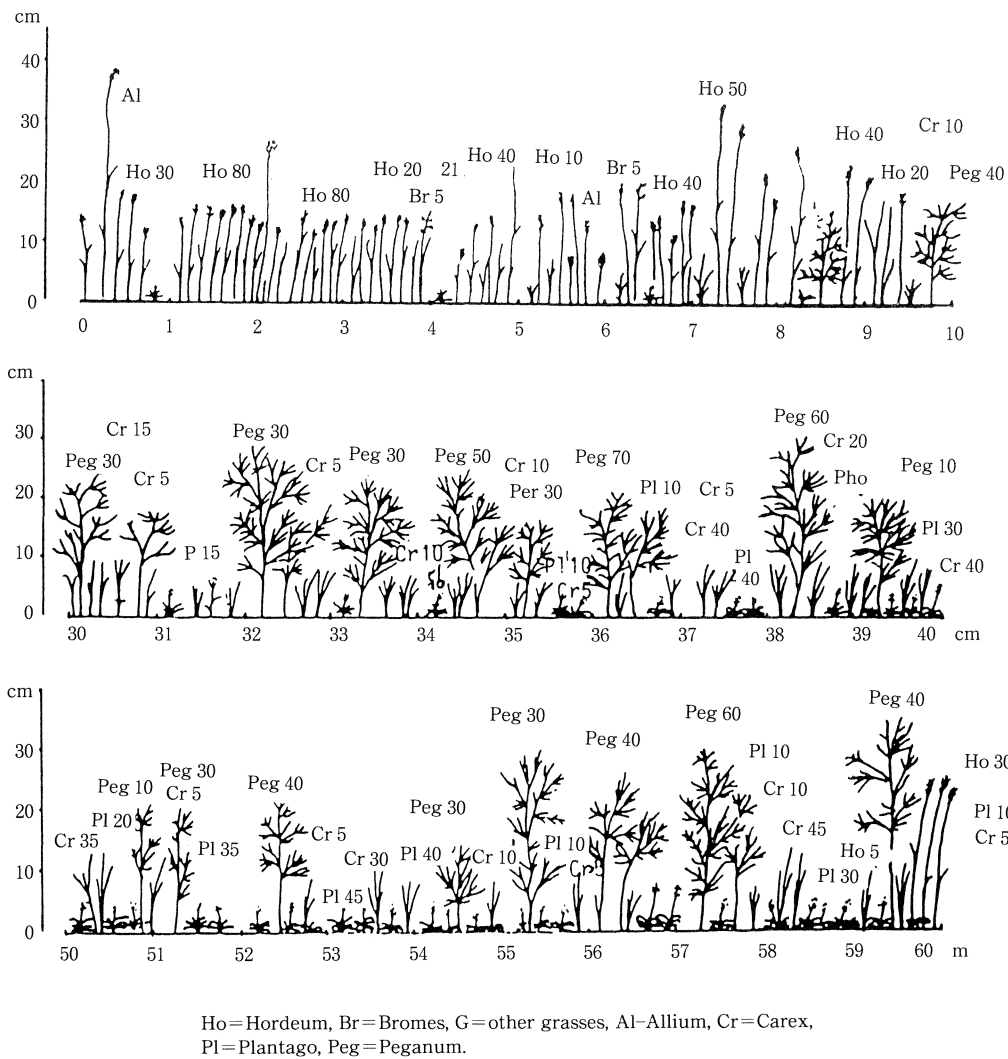 cm
40
Al
Ho 50
30
Ho 40
Cr 10
Ho 30
Ho 80
Ho 20
21
Ho 40
Ho 10
Br 5
Ho 20
Peg 40
20
Ho 80
Br 5
Al
Ho 40
10
0
0 1 2 3 4 5 6 7 8 9 10
cm
30
Cr 15
Peg 30
Peg 60
Cr 20
Peg 30
Cr 5
Cr 5
Peg 30
Peg 50
Cr 10
Peg 70
Pho
Peg 10
20
Per 30
Pl 10
Cr 5
Pl 30
10
P 15
Cr 10
56
Pl 10
Cr 5
Cr 40
Pl
40
Cr 40
0
30 31 32 33 34 35 36 37 38 39 40 cm
cm
30
Peg 30
Peg 40
Peg 60
Pl 10
Peg 40
Ho 30
Peg 10
Peg 30
Cr 5
Peg 40
Cr 10
20
Pl 20
Peg 30
Pl 10
Cr 5
Cr 35
Pl 35
Cr 5
Cr 30
Pl 40
Cr 10
Pl 10
Cr 5
Cr 45
Ho 5
10
Pl 45
Pl 30
0
50 51 52 53 54 55 56 57 58 59 60 m
Ho=Hordeum, Br=Bromes, G=other grasses, Al-Allium, Cr=Carex,
Pl=Plantago, Peg=Peganum.